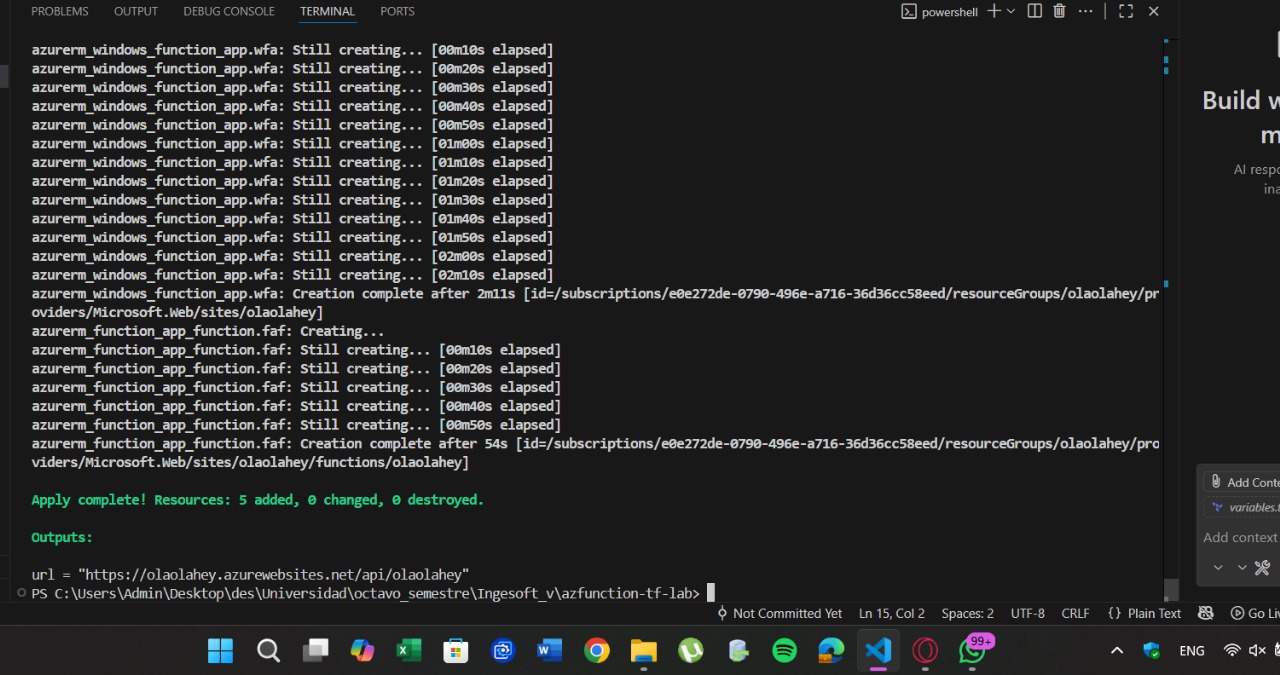 PROBLEMS OUTPUT DEBUG CONSOLE TERMINAL PORTS powershell
azurerm_windows_function_app.wfa: Still creating... [00m10s elapsed]
azurerm_windows_function_app.wfa: Still creating... [00m20s elapsed]
azurerm_windows_function_app.wfa: Still creating... [00m30s elapsed]
azurerm_windows_function_app.wfa: Still creating... [00m40s elapsed]
azurerm_windows_function_app.wfa: Still creating... [00m50s elapsed]
azurerm_windows_function_app.wfa: Still creating... [01m00s elapsed]
azurerm_windows_function_app.wfa: Still creating... [01m10s elapsed]
azurerm_windows_function_app.wfa: Still creating... [01m20s elapsed]
azurerm_windows_function_app.wfa: Still creating... [01m30s elapsed]
azurerm_windows_function_app.wfa: Still creating... [01m40s elapsed]
azurerm_windows_function_app.wfa: Still creating... [01m50s elapsed]
azurerm_windows_function_app.wfa: Still creating... [02m00s elapsed]
azurerm_windows_function_app.wfa: Still creating... [02m10s elapsed]
azurerm_windows_function_app.wfa: Creation complete after 2m11s [id=/subscriptions/e0e272de-0790-496e-a716-36d36cc58eed/resourceGroups/olaolahey/pr
oviders/Microsoft.Web/sites/olaolahey]
azurerm_function_app_function.faf: Creating...
azurerm_function_app_function.faf: Still creating... [00m10s elapsed]
azurerm_function_app_function.faf: Still creating... [00m20s elapsed]
azurerm_function_app_function.faf: Still creating... [00m30s elapsed]
azurerm_function_app_function.faf: Still creating... [00m40s elapsed]
azurerm_function_app_function.faf: Still creating... [00m50s elapsed]
azurerm_function_app_function.faf: Creation complete after 54s [id=/subscriptions/e0e272de-0790-496e-a716-36d36cc58eed/resourceGroups/olaolahey/pro
viders/Microsoft.Web/sites/olaolahey/functions/olaolahey]
Apply complete! Resources: 5 added, 0 changed, 0 destroyed.
Outputs:
url = "https://olaolahey.azurewebsites.net/api/olaolahey"
PS C:\Users\Admin\Desktop\des\Universidad\octavo_semestre\Ingesoft_v\azfunction-tf-lab>
Build w
m
AI respo
ina
Add Conte
variables.t
Add context
Not Committed Yet Ln 15, Col 2 Spaces: 2 UTF-8 CRLF {} Plain Text Go Liv
99+
ENG